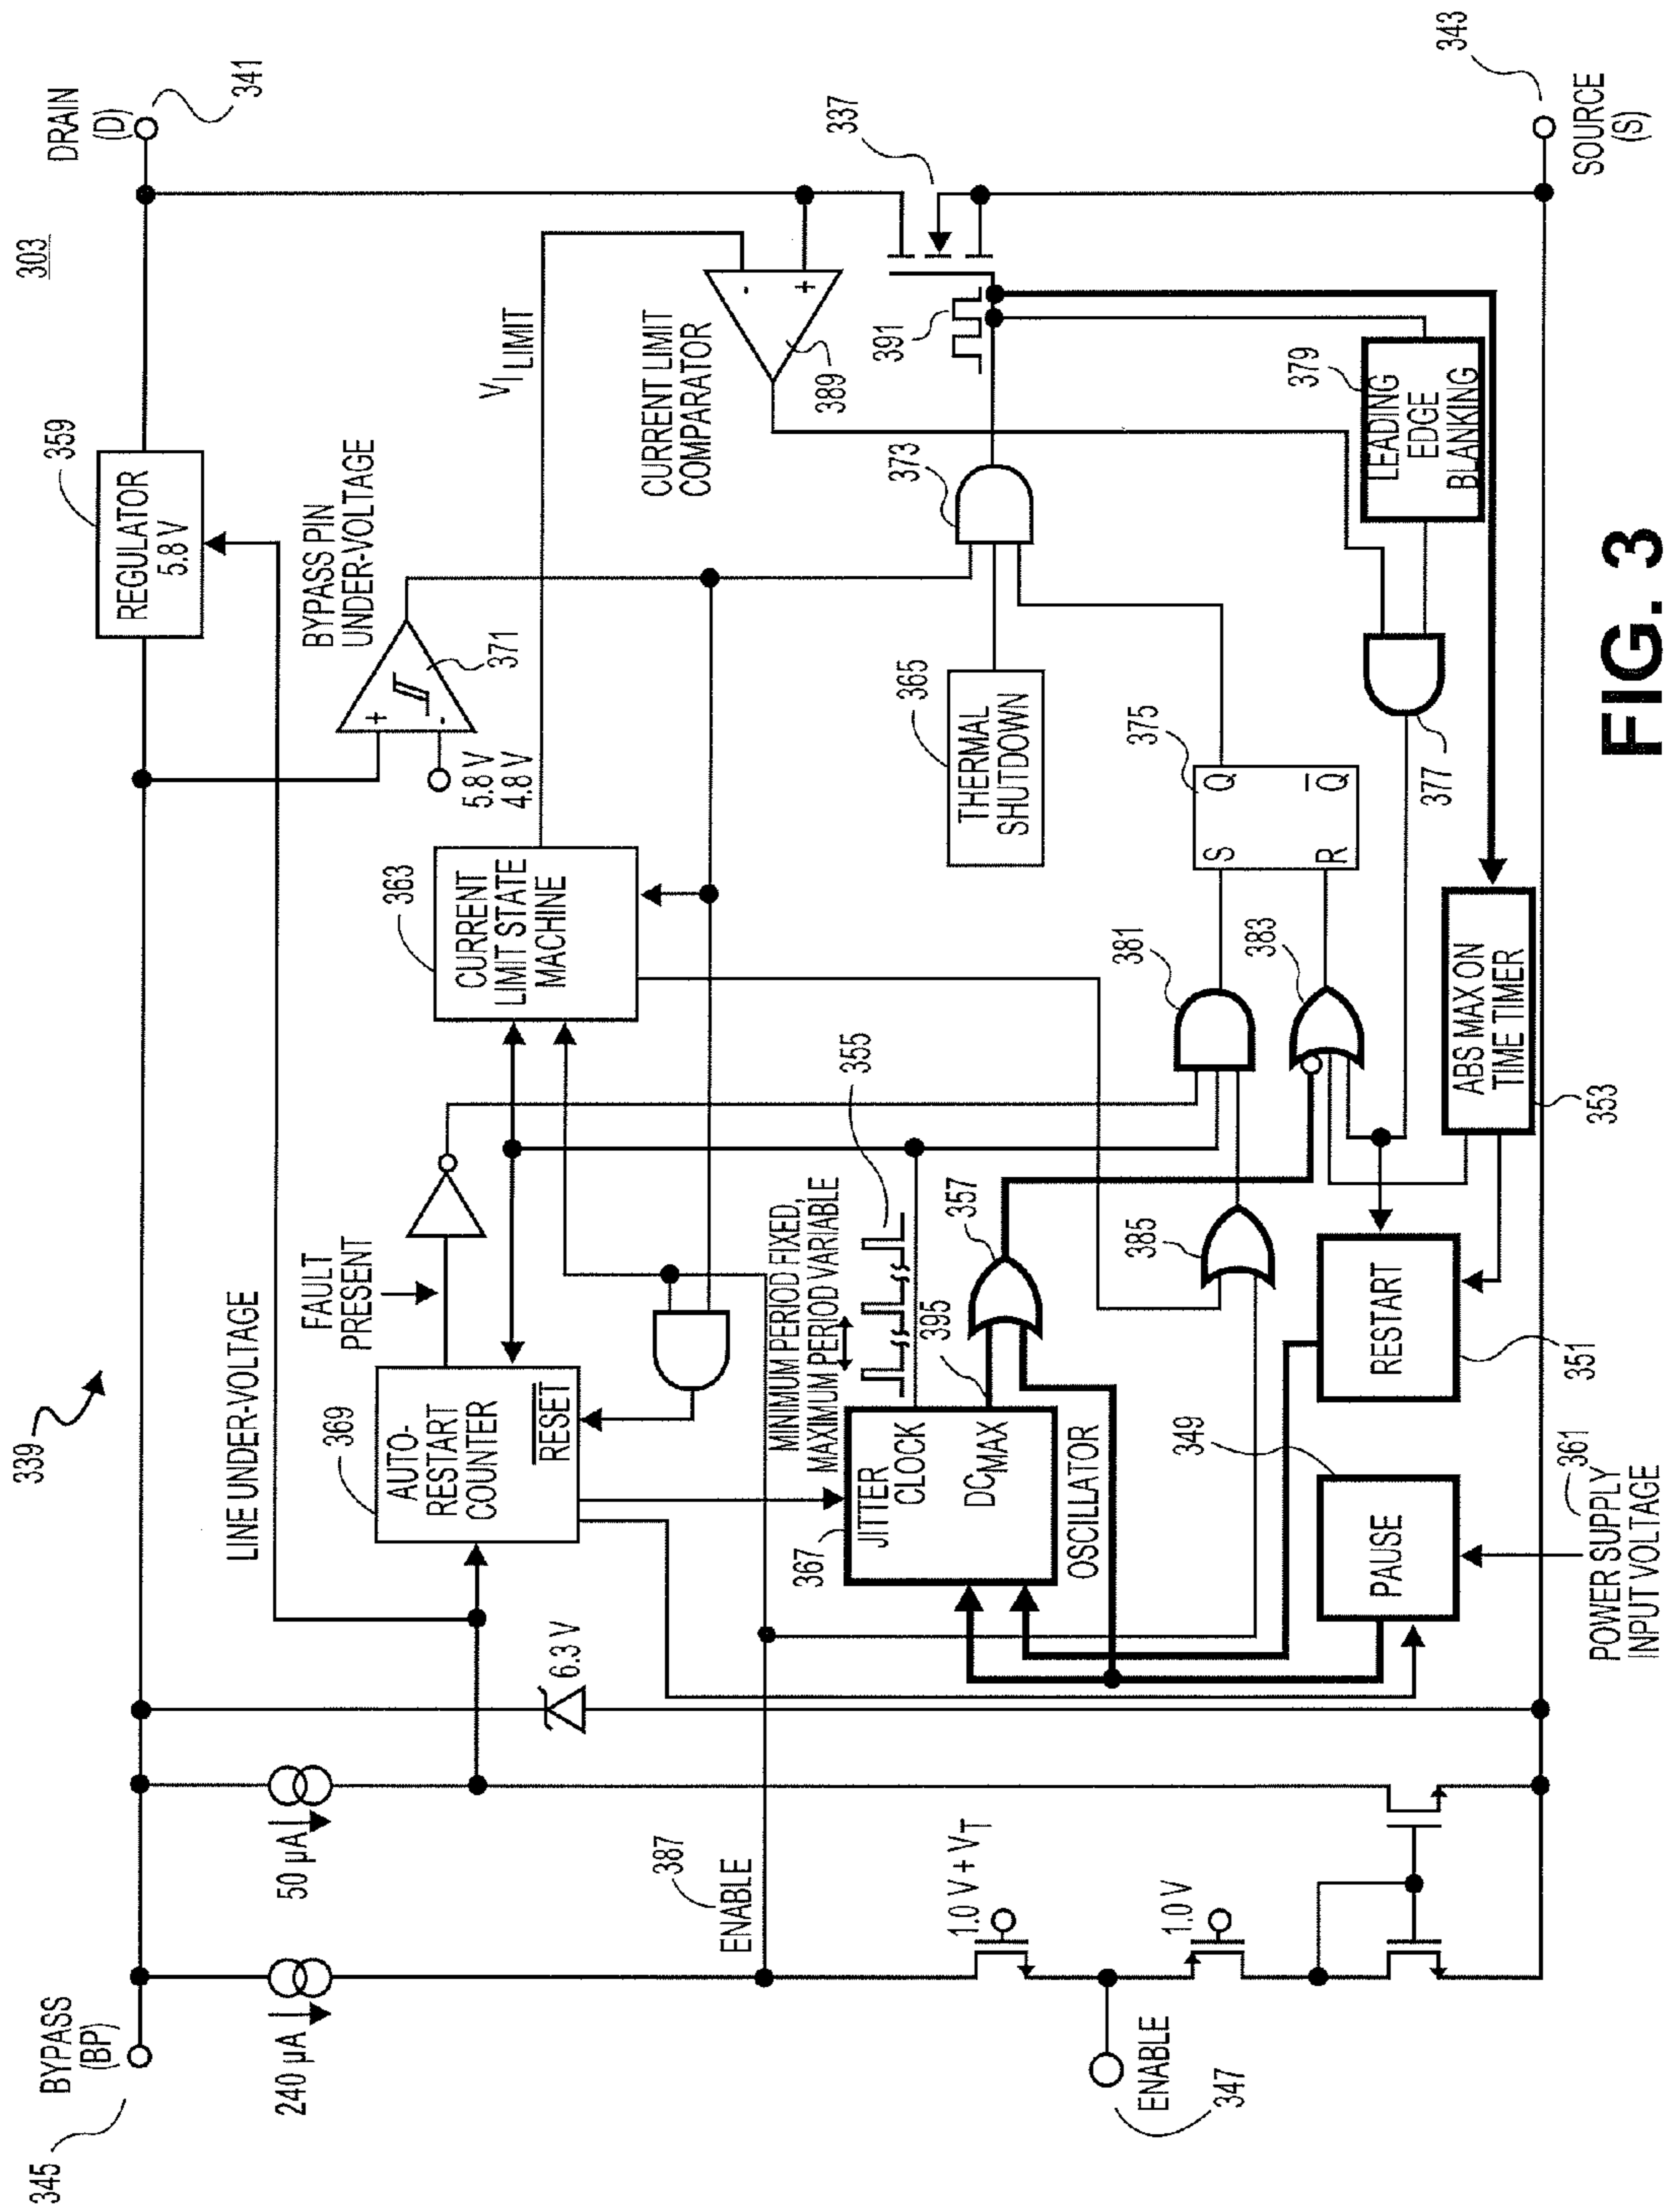 339
303
345
BYPASS
(BP)
240 µA
50 µA
6.3 V
LINE UNDER-VOLTAGE
359
REGULATOR
5.8 V
DRAIN
(D)
341
FAULT
PRESENT
369
AUTO-
RESTART
COUNTER
RESET
363
CURRENT
LIMIT STATE
MACHINE
BYPASS PIN
UNDER-VOLTAGE
+
-
371
5.8 V
4.8 V
VI LIMIT
CURRENT LIMIT
COMPARATOR
-
+
389
387
ENABLE
MINIMUM PERIOD FIXED,
MAXIMUM PERIOD VARIABLE
355
367
JITTER
CLOCK
DCMAX
OSCILLATOR
395
357
365
THERMAL
SHUTDOWN
373
391
337
1.0 V + VT
1.0 V
ENABLE
347
385
381
383
375
S
Q
R
Q
349
PAUSE
361
POWER SUPPLY
INPUT VOLTAGE
RESTART
351
ABS MAX ON
TIME TIMER
353
377
379
LEADING
EDGE
BLANKING
343
SOURCE
(S)
FIG. 3